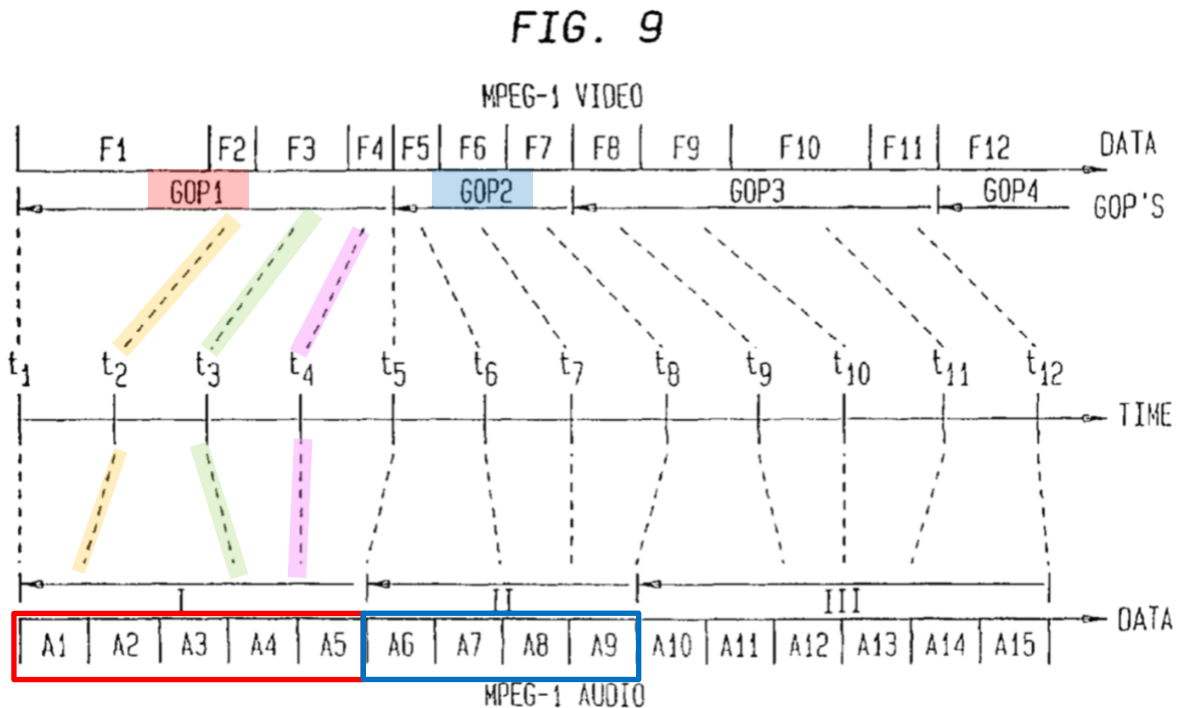 FIG. 9
MPEG-1 VIDEO
F1 F2 F3 F4 F5 F6 F7 F8 F9 F10 F11 F12 DATA
GOP1 GOP2 GOP3 GOP4 GOP'S
t1 t2 t3 t4 t5 t6 t7 t8 t9 t10 t11 t12
TIME
I II III
DATA
A1 A2 A3 A4 A5 A6 A7 A8 A9 A10 A11 A12 A13 A14 A15
MPEG-1 AUDIO